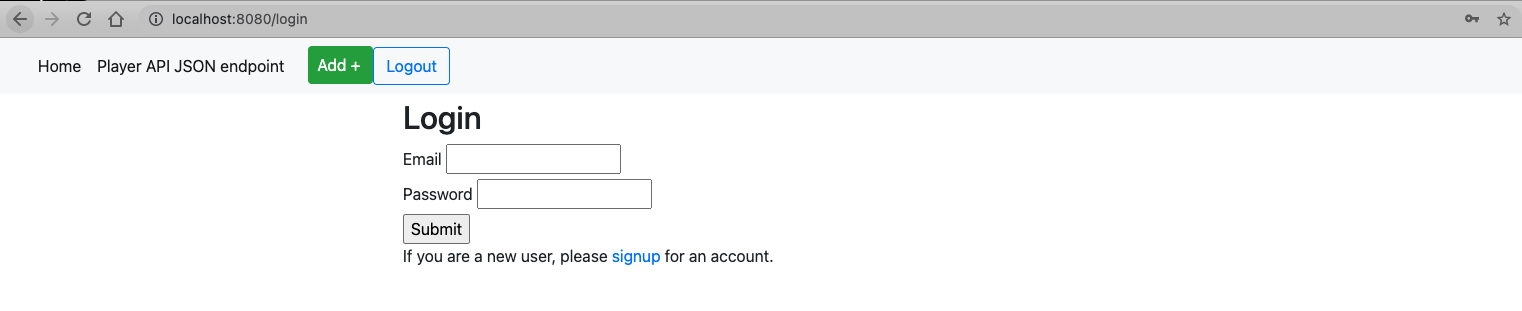 localhost:8080/login
Home Player API JSON endpoint Add + Logout
Login
Email
Password
Submit
If you are a new user, please signup for an account.